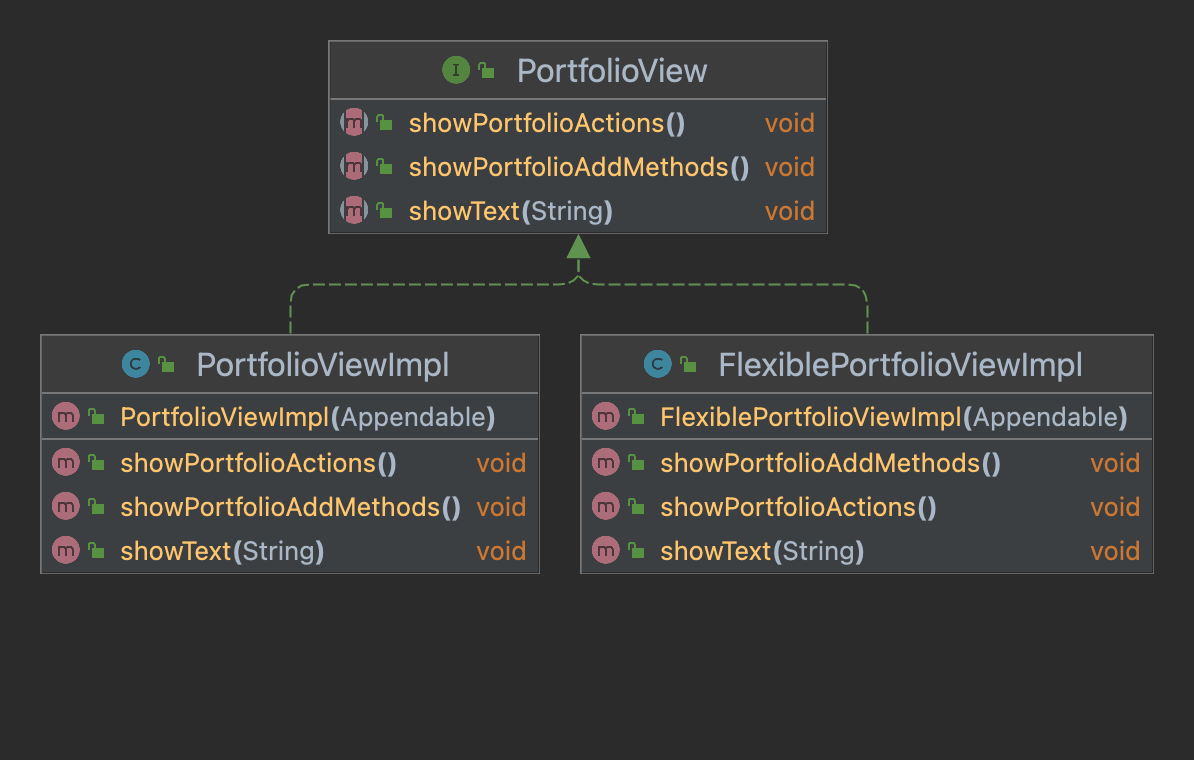 PortfolioView
showPortfolioActions() void
showPortfolioAddMethods() void
showText(String) void
PortfolioViewImpl
PortfolioViewImpl(Appendable)
showPortfolioActions() void
showPortfolioAddMethods() void
showText(String) void
FlexiblePortfolioViewImpl
FlexiblePortfolioViewImpl(Appendable)
showPortfolioAddMethods() void
showPortfolioActions() void
showText(String) void